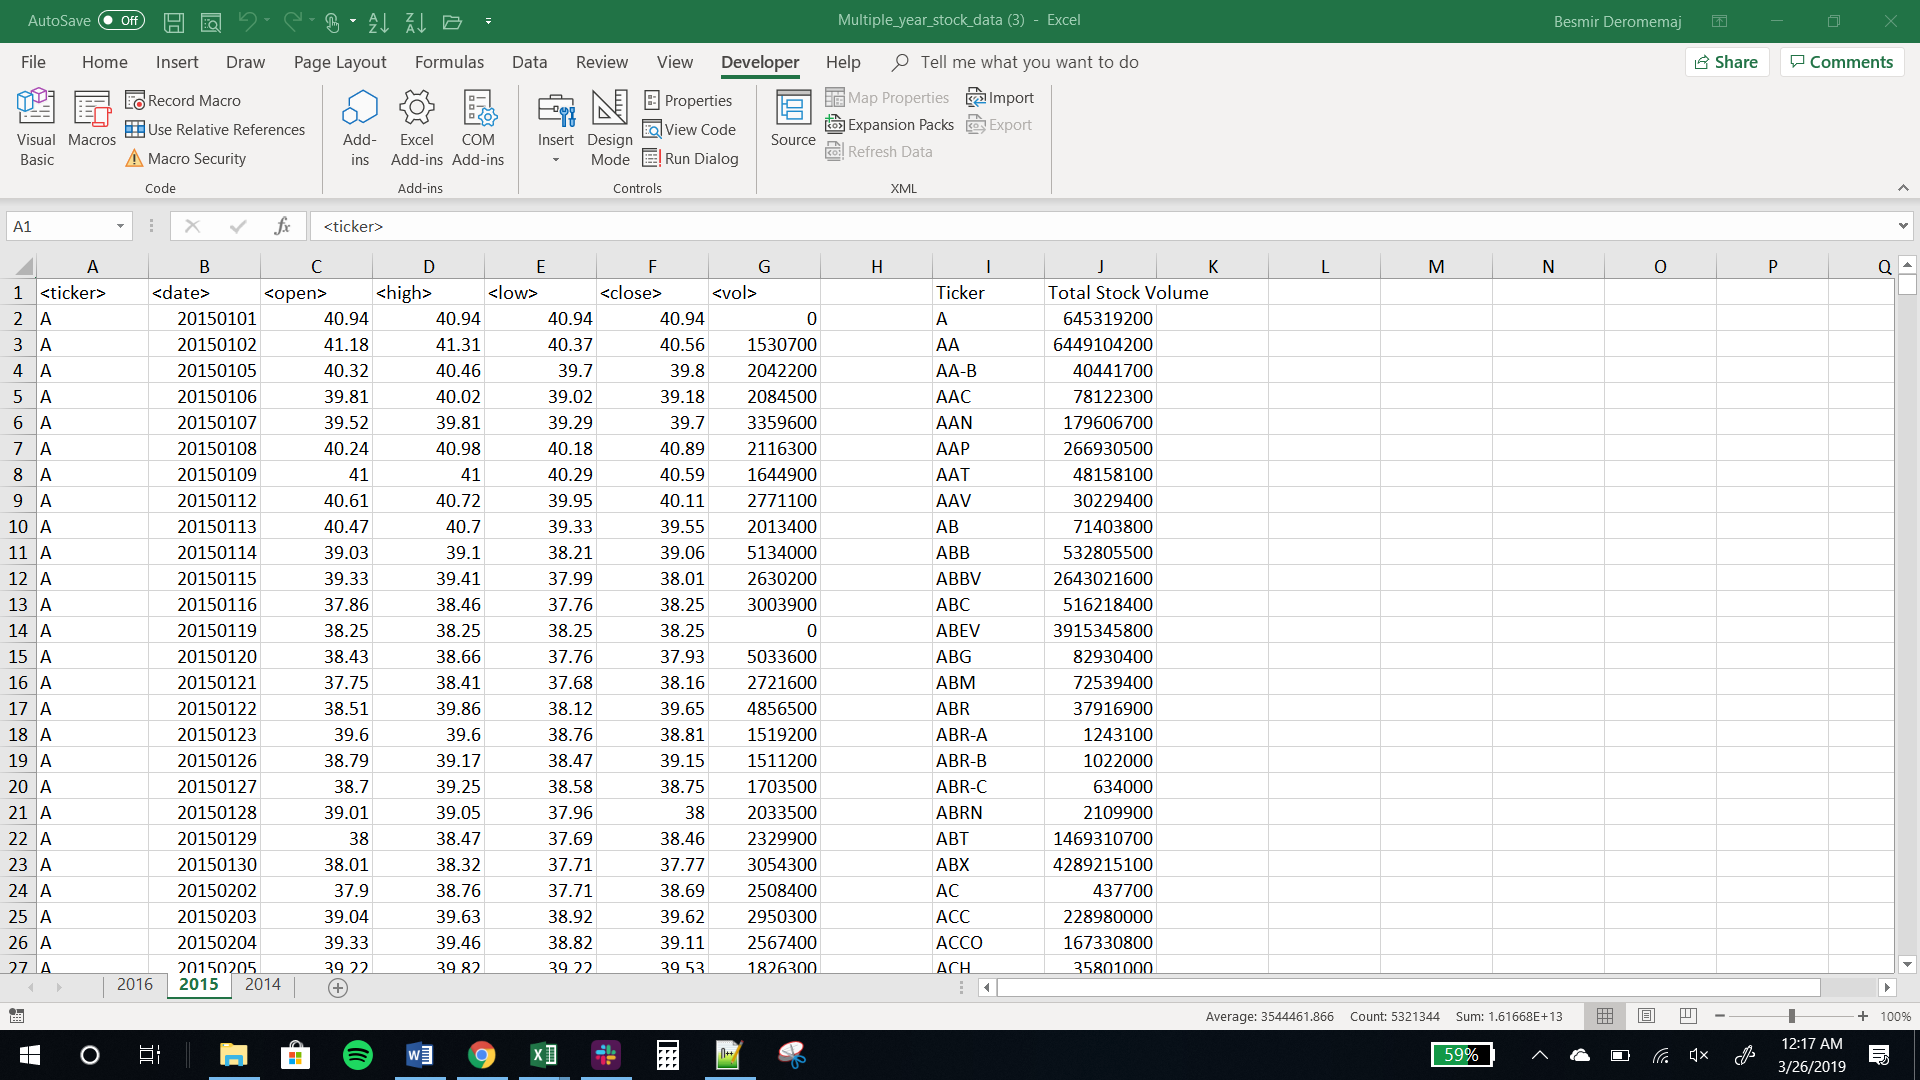 AutoSave Off Multiple_year_stock_data (3) - Excel Besmir Deromemaj
File Home Insert Draw Page Layout Formulas Data Review View Developer Help Tell me what you want to do Share Comments
Visual Basic
Macros
Record Macro
Use Relative References
Macro Security
Code
Add-ins
Excel Add-ins
COM Add-ins
Add-ins
Insert
Design Mode
Properties
View Code
Run Dialog
Controls
Source
Map Properties
Expansion Packs
Refresh Data
Import
Export
XML
A1 fx <ticker>
A B C D E F G H I J K L M N O P Q
1 <ticker> <date> <open> <high> <low> <close> <vol> Ticker Total Stock Volume
2 A 20150101 40.94 40.94 40.94 40.94 0 A 645319200
3 A 20150102 41.18 41.31 40.37 40.56 1530700 AA 6449104200
4 A 20150105 40.32 40.46 39.7 39.8 2042200 AA-B 40441700
5 A 20150106 39.81 40.02 39.02 39.18 2084500 AAC 78122300
6 A 20150107 39.52 39.81 39.29 39.7 3359600 AAN 179606700
7 A 20150108 40.24 40.98 40.18 40.89 2116300 AAP 266930500
8 A 20150109 41 41 40.29 40.59 1644900 AAT 48158100
9 A 20150112 40.61 40.72 39.95 40.11 2771100 AAV 30229400
10 A 20150113 40.47 40.7 39.33 39.55 2013400 AB 71403800
11 A 20150114 39.03 39.1 38.21 39.06 5134000 ABB 532805500
12 A 20150115 39.33 39.41 37.99 38.01 2630200 ABBV 2643021600
13 A 20150116 37.86 38.46 37.76 38.25 3003900 ABC 516218400
14 A 20150119 38.25 38.25 38.25 38.25 0 ABEV 3915345800
15 A 20150120 38.43 38.66 37.76 37.93 5033600 ABG 82930400
16 A 20150121 37.75 38.41 37.68 38.16 2721600 ABM 72539400
17 A 20150122 38.51 39.86 38.12 39.65 4856500 ABR 37916900
18 A 20150123 39.6 39.6 38.76 38.81 1519200 ABR-A 1243100
19 A 20150126 38.79 39.17 38.47 39.15 1511200 ABR-B 1022000
20 A 20150127 38.7 39.25 38.58 38.75 1703500 ABR-C 634000
21 A 20150128 39.01 39.05 37.96 38 2033500 ABRN 2109900
22 A 20150129 38 38.47 37.69 38.46 2329900 ABT 1469310700
23 A 20150130 38.01 38.32 37.71 37.77 3054300 ABX 4289215100
24 A 20150202 37.9 38.76 37.71 38.69 2508400 AC 437700
25 A 20150203 39.04 39.63 38.92 39.62 2950300 ACC 228980000
26 A 20150204 39.33 39.46 38.82 39.11 2567400 ACCO 167330800
27 A 20150205 39.22 39.82 39.22 39.53 1826300 ACH 35801000
2016 2015 2014
Average: 3544461.866 Count: 5321344 Sum: 1.61668E+13 100%
59% 12:17 AM
3/26/2019